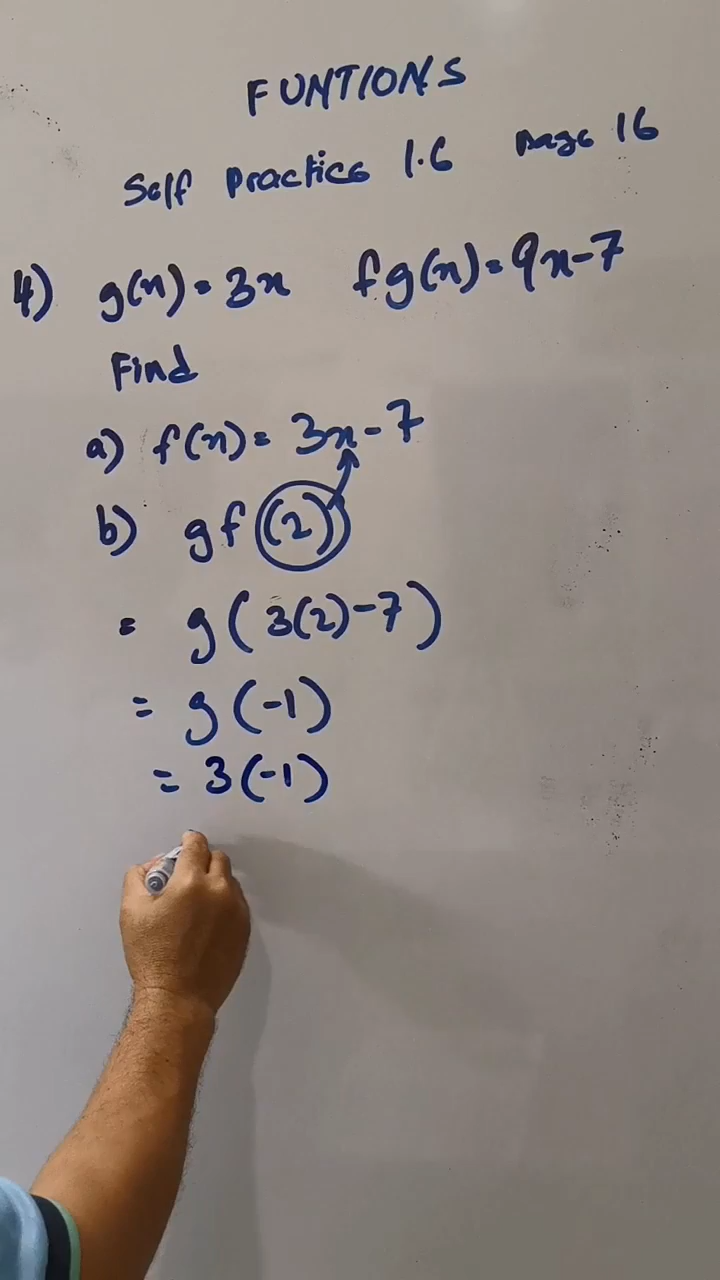 FUNTIONS
Self Practice 1.6 page 16
4) g(x) = 3x fg(x) = 9x-7
Find
a) f(x) = 3x-7
b) gf (2)
= g(3(2)-7)
= g(-1)
= 3(-1)